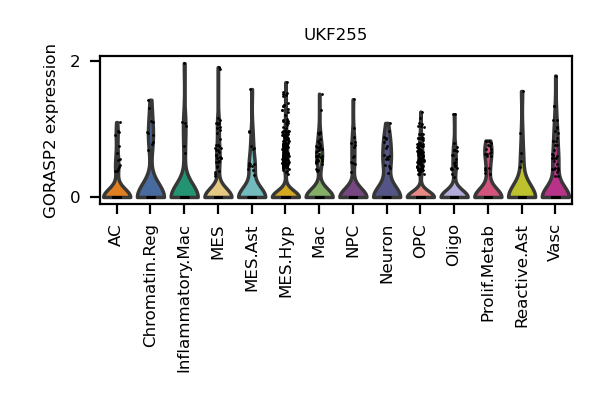 UKF255
GORASP2 expression
2
0
AC
Chromatin.Reg
Inflammatory.Mac
MES
MES.Ast
MES.Hyp
Mac
NPC
Neuron
OPC
Oligo
Prolif.Metab
Reactive.Ast
Vasc